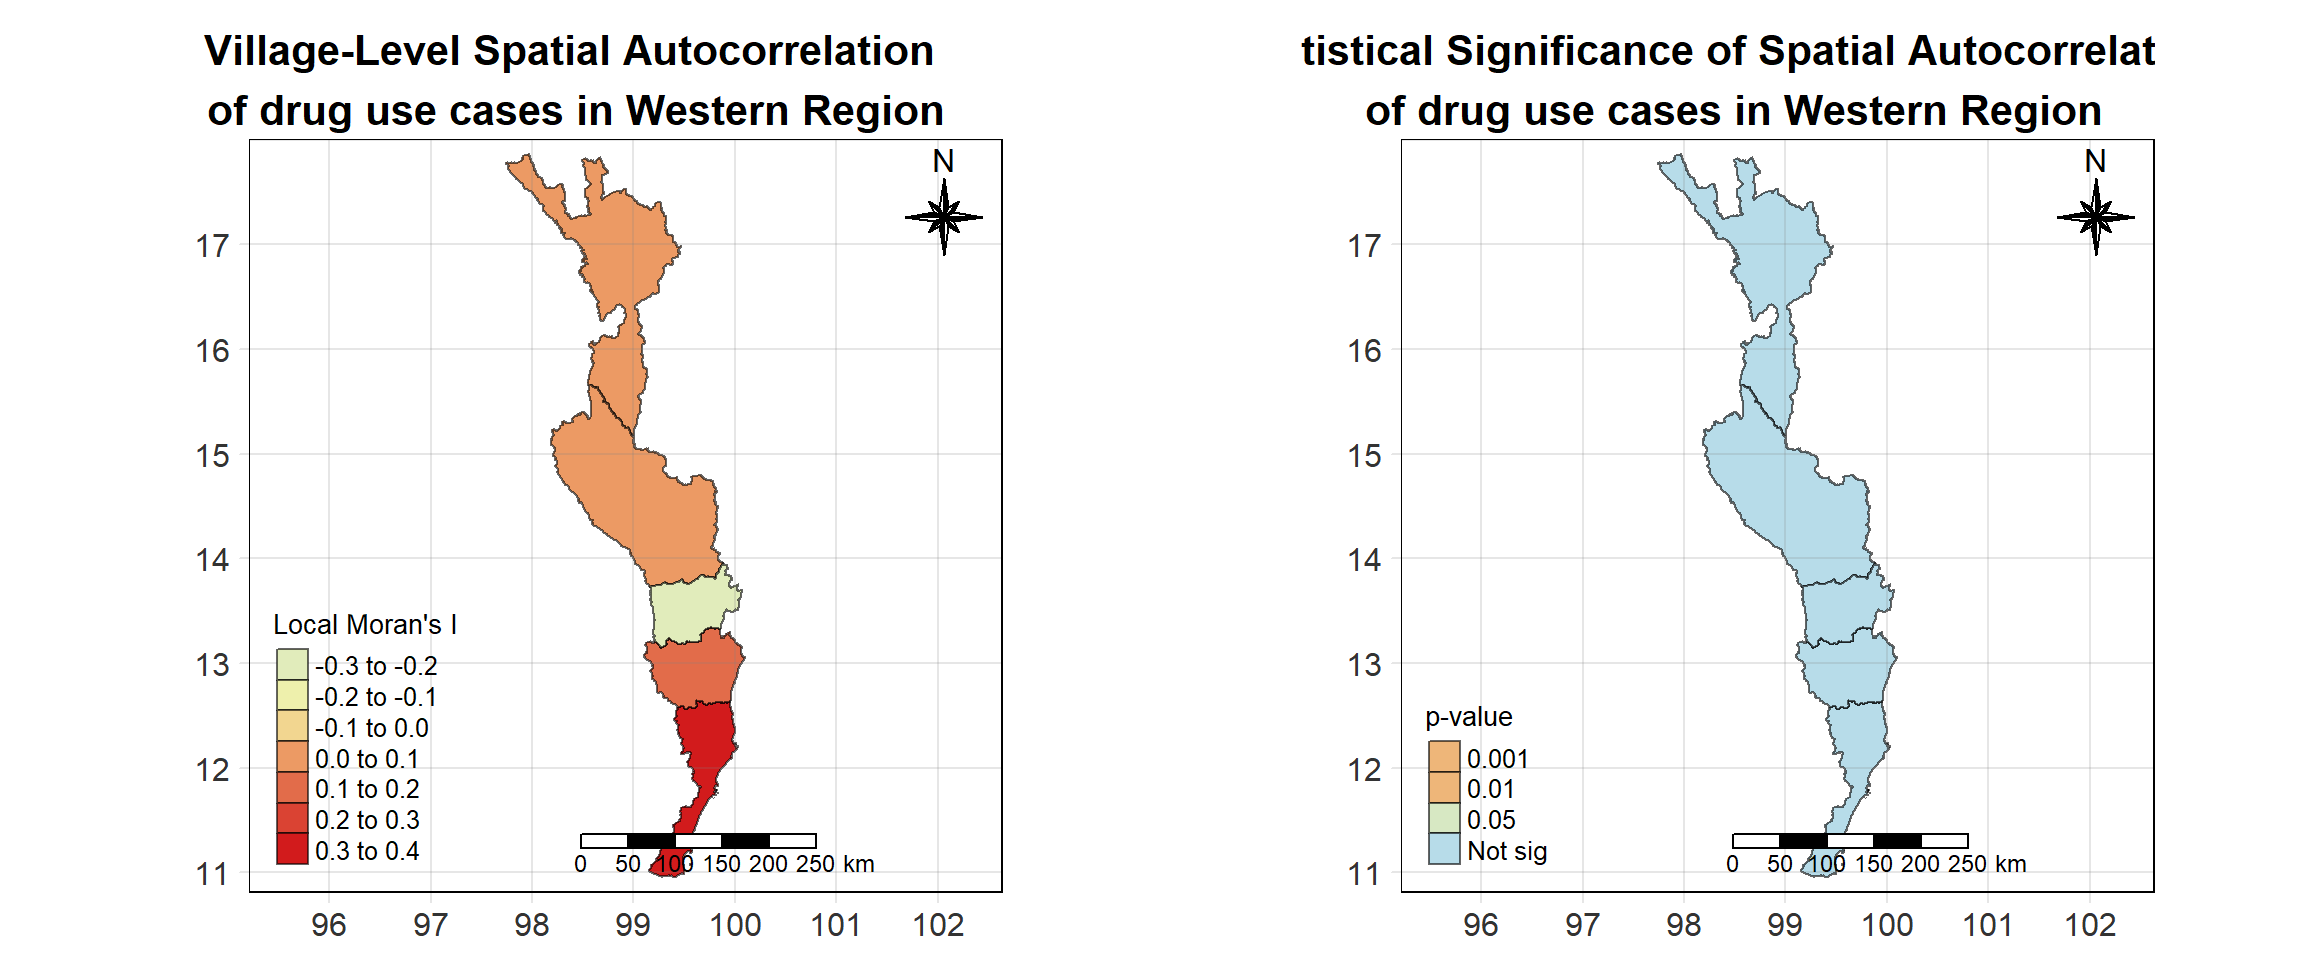 Village-Level Spatial Autocorrelation
of drug use cases in Western Region
N
17
16
15
14
13
12
11
Local Moran's I
-0.3 to -0.2
-0.2 to -0.1
-0.1 to 0.0
0.0 to 0.1
0.1 to 0.2
0.2 to 0.3
0.3 to 0.4
0 50 100 150 200 250 km
96 97 98 99 100 101 102
tistical Significance of Spatial Autocorrelat
of drug use cases in Western Region
N
17
16
15
14
13
12
11
p-value
0.001
0.01
0.05
Not sig
0 50 100 150 200 250 km
96 97 98 99 100 101 102